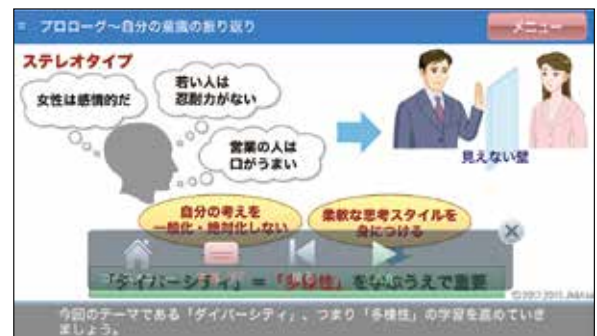 プロローグ～自分の意識の振り返り
メニュー
ステレオタイプ
女性は感情的だ
若い人は
忍耐力がない
営業の人は
口がうまい
見えない壁
自分の考えを
一般化・絶対化しない
柔軟な思考スタイルを
身につける
「ダイバーシティ」＝「多様性」を学ぶうえで重要
今回のテーマである「ダイバーシティ」、つまり「多様性」の学習を進めていき
ましょう。